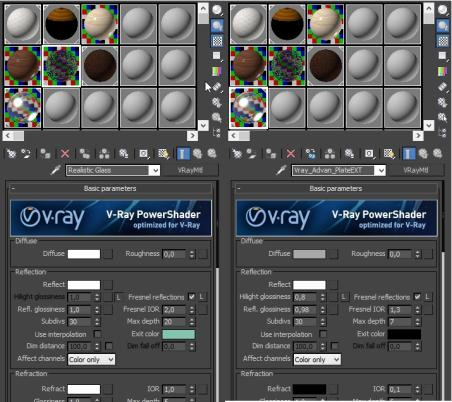 Realistic Glass VRayMtl
Basic parameters
V·ray V-Ray PowerShader
optimized for V-Ray
Diffuse
Diffuse Roughness 0,0
Reflection
Reflect
Hilight glossiness 1,0 L Fresnel reflections L
Refl. glossiness 1,0 Fresnel IOR 2,0
Subdivs 30 Max depth 20
Use interpolation Exit color
Dim distance 100,0 Dim fall off 0,0
Affect channels Color only
Refraction
Refract IOR 1,0
Glossiness 1,0 Max depth 5
Vray_Advan_PlateEXT VRayMtl
Basic parameters
V·ray V-Ray PowerShader
optimized for V-Ray
Diffuse
Diffuse Roughness 0,0
Reflection
Reflect
Hilight glossiness 0,8 L Fresnel reflections L
Refl. glossiness 0,98 Fresnel IOR 1,3
Subdivs 30 Max depth 7
Use interpolation Exit color
Dim distance 100,0 Dim fall off 0,0
Affect channels Color only
Refraction
Refract IOR 0,1
Glossiness 1,0 Max depth